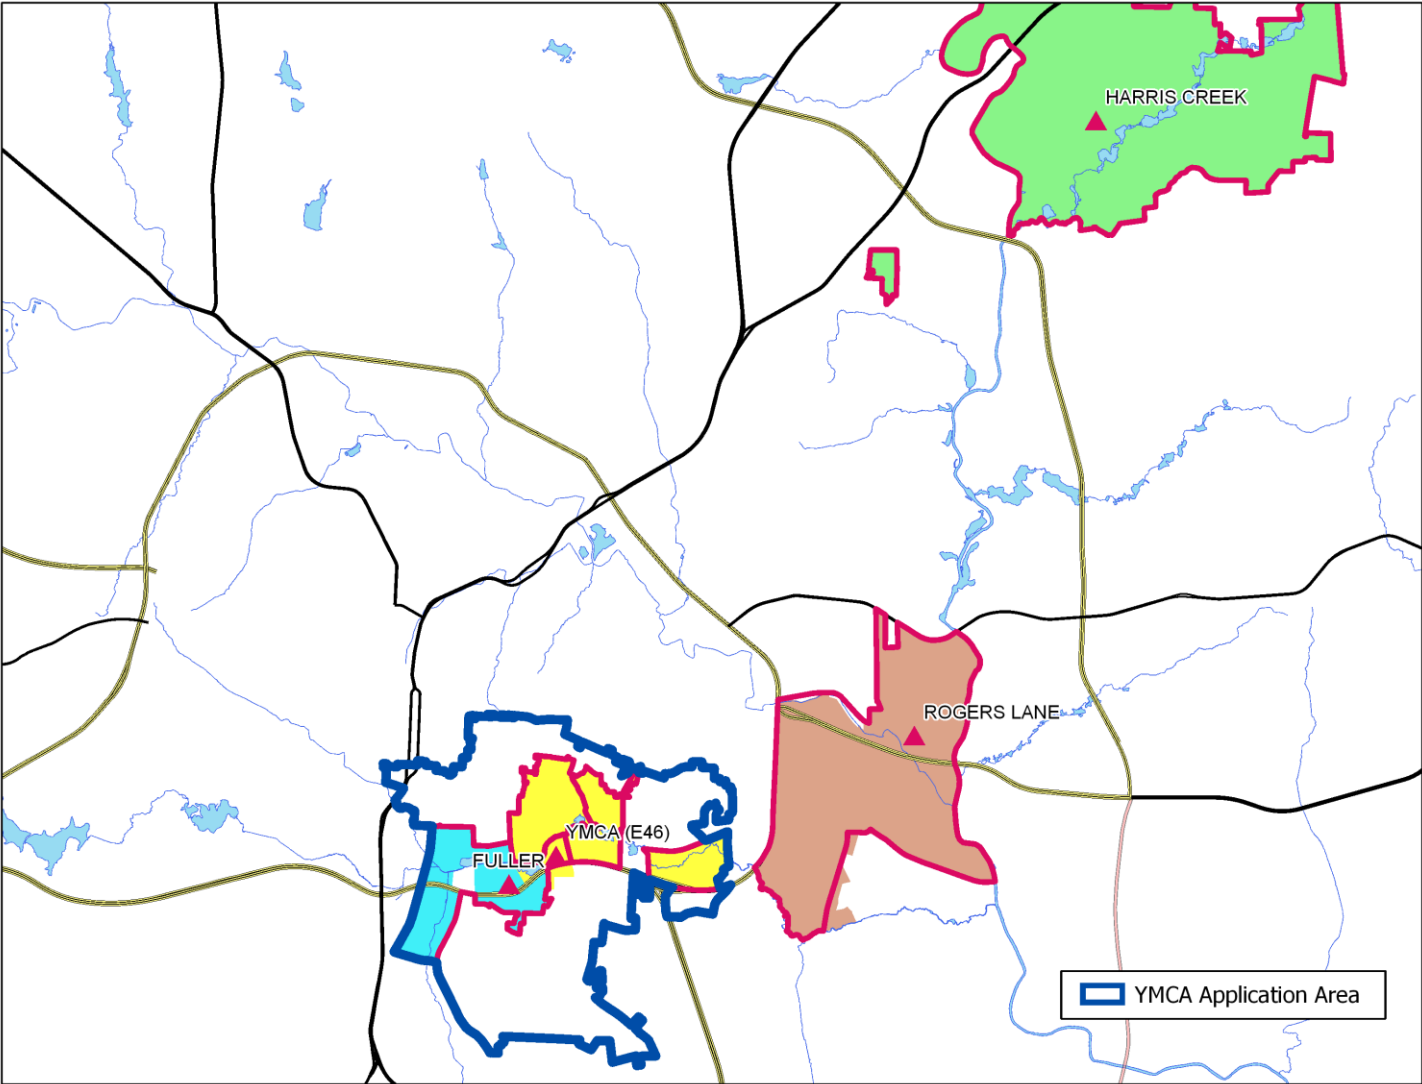 HARRIS CREEK
ROGERS LANE
YMCA (E46)
FULLER
YMCA Application Area